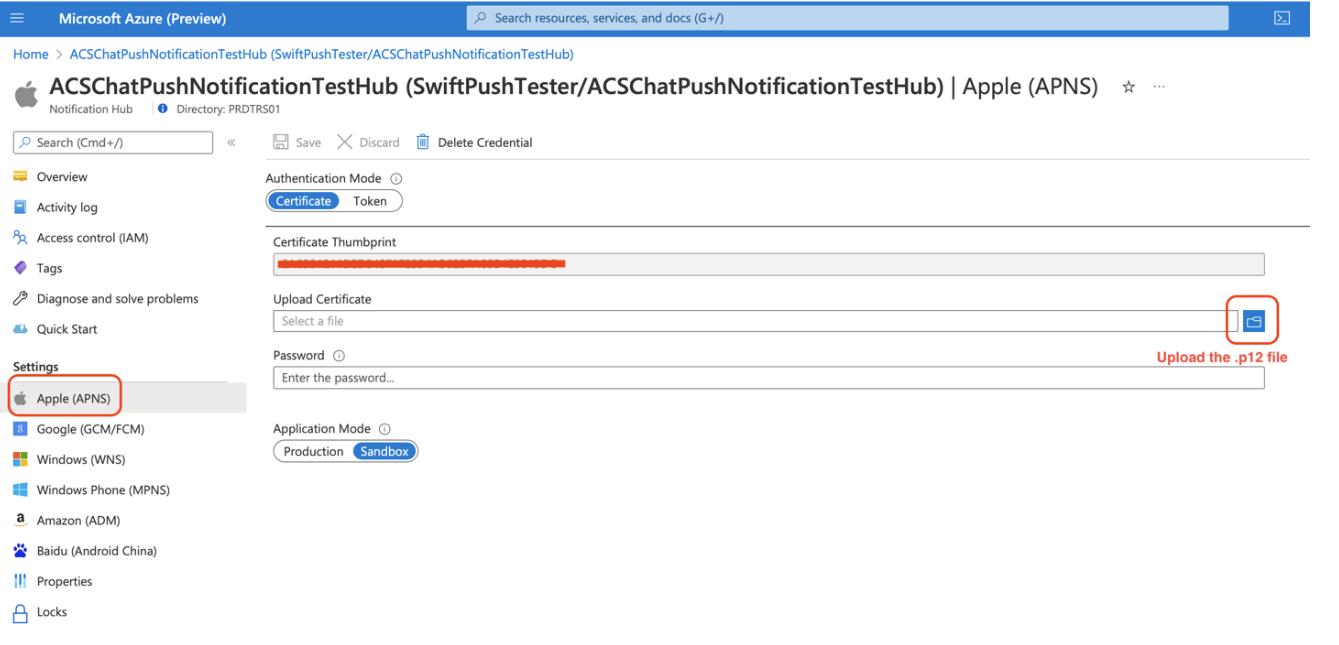 Microsoft Azure (Preview)
Search resources, services, and docs (G+/)
Home > ACSChatPushNotificationTestHub (SwiftPushTester/ACSChatPushNotificationTestHub)
ACSChatPushNotificationTestHub (SwiftPushTester/ACSChatPushNotificationTestHub) | Apple (APNS)
Notification Hub
Directory: PRDTRS01
Search (Cmd+/)
Save
Discard
Delete Credential
Overview
Activity log
Access control (IAM)
Tags
Diagnose and solve problems
Quick Start
Settings
Apple (APNS)
Google (GCM/FCM)
Windows (WNS)
Windows Phone (MPNS)
Amazon (ADM)
Baidu (Android China)
Properties
Locks
Authentication Mode
Certificate
Token
Certificate Thumbprint
Upload Certificate
Select a file
Upload the .p12 file
Password
Enter the password...
Application Mode
Production
Sandbox